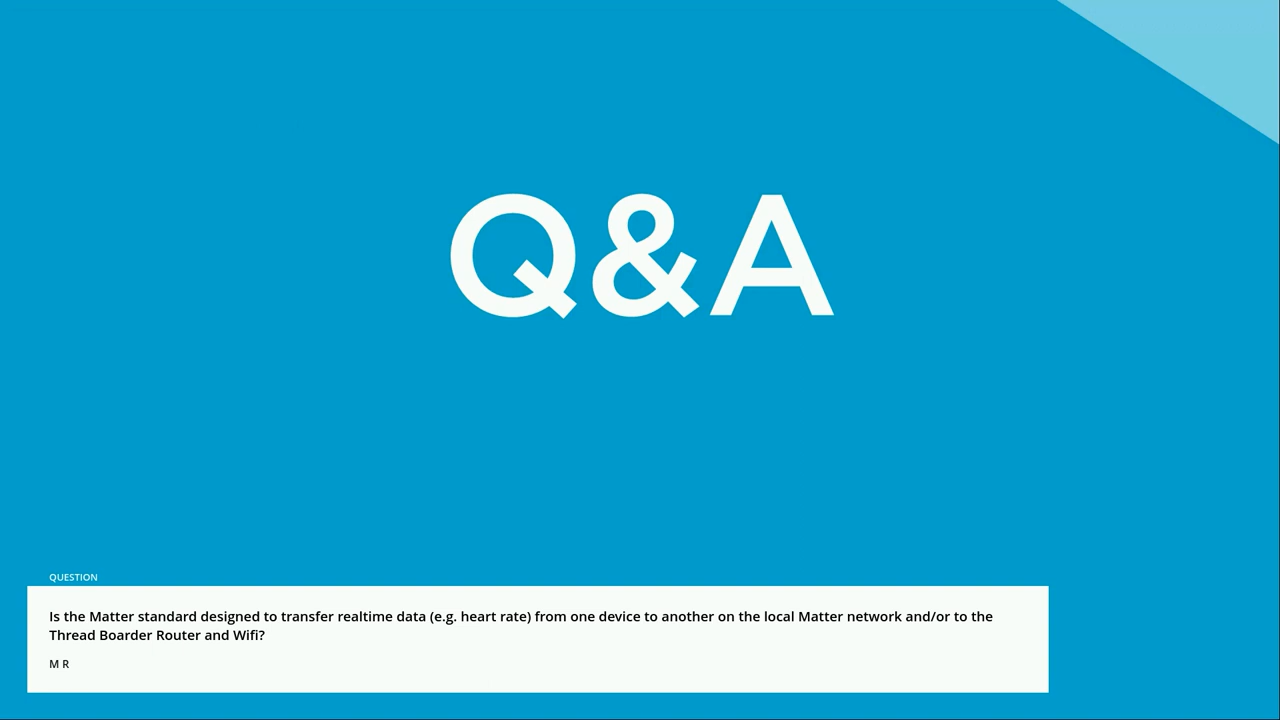 Q&A
QUESTION
Is the Matter standard designed to transfer realtime data (e.g. heart rate) from one device to another on the local Matter network and/or to the
Thread Boarder Router and Wifi?
M R